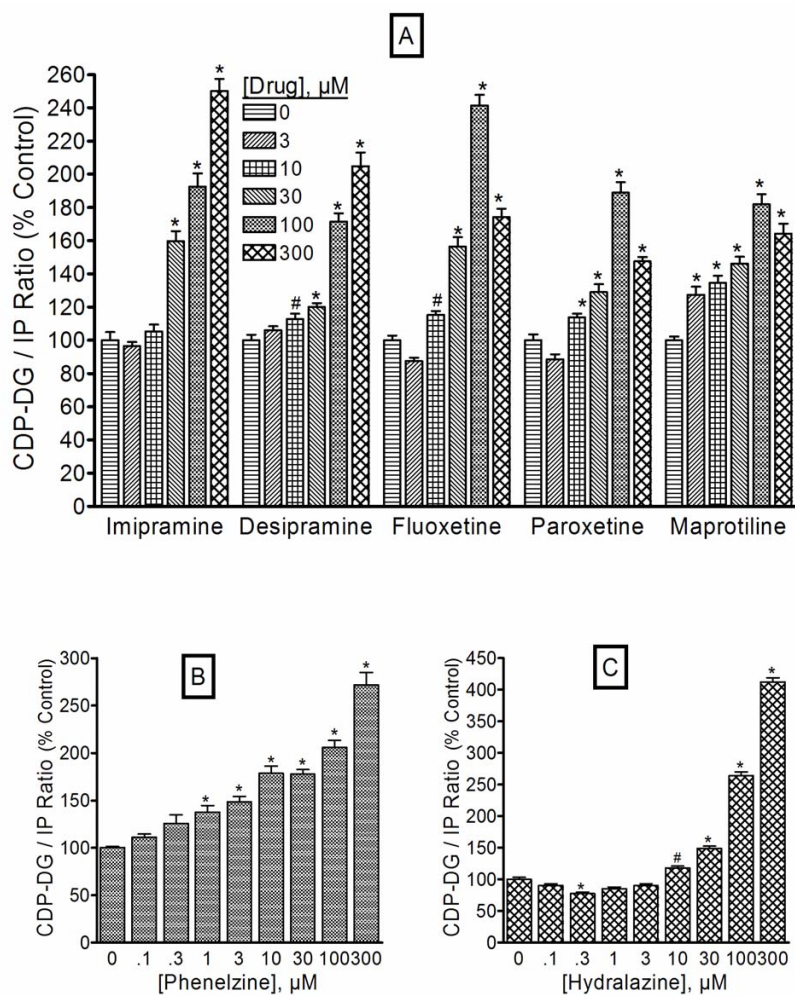 A
CDP-DG / IP Ratio (% Control)
260
240
220
200
180
160
140
120
100
80
60
40
20
0
[Drug], µM
0
3
10
30
100
300
* * *
# * * *
# * * *
* * * *
* * * * *
Imipramine Desipramine Fluoxetine Paroxetine Maprotiline
B
CDP-DG / IP Ratio (% Control)
300
250
200
150
100
50
0
* * * * * *
0 .1 .3 1 3 10 30 100 300
[Phenelzine], µM
C
CDP-DG / IP Ratio (% Control)
450
400
350
300
250
200
150
100
50
0
* # * * *
0 .1 .3 1 3 10 30 100 300
[Hydralazine], µM